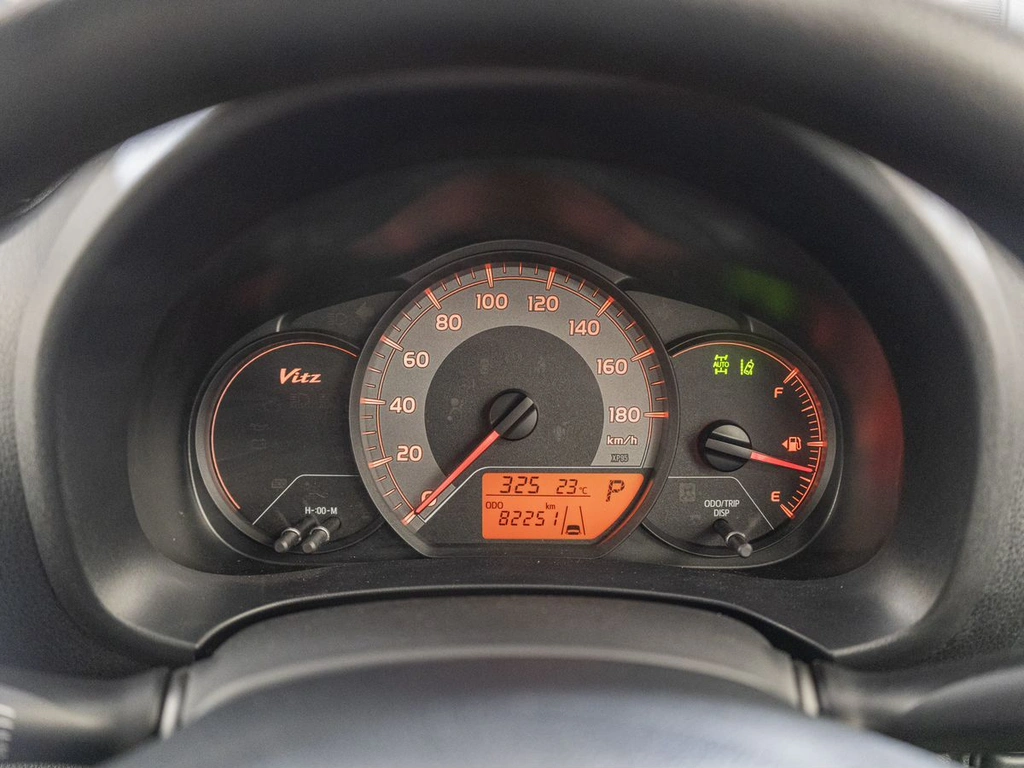 Vitz
H-:00-M
0
20
40
60
80
100
120
140
160
180
km/h
XP95
325 23°C P
ODO km
82251
AUTO
F
E
ODO/TRIP
DISP